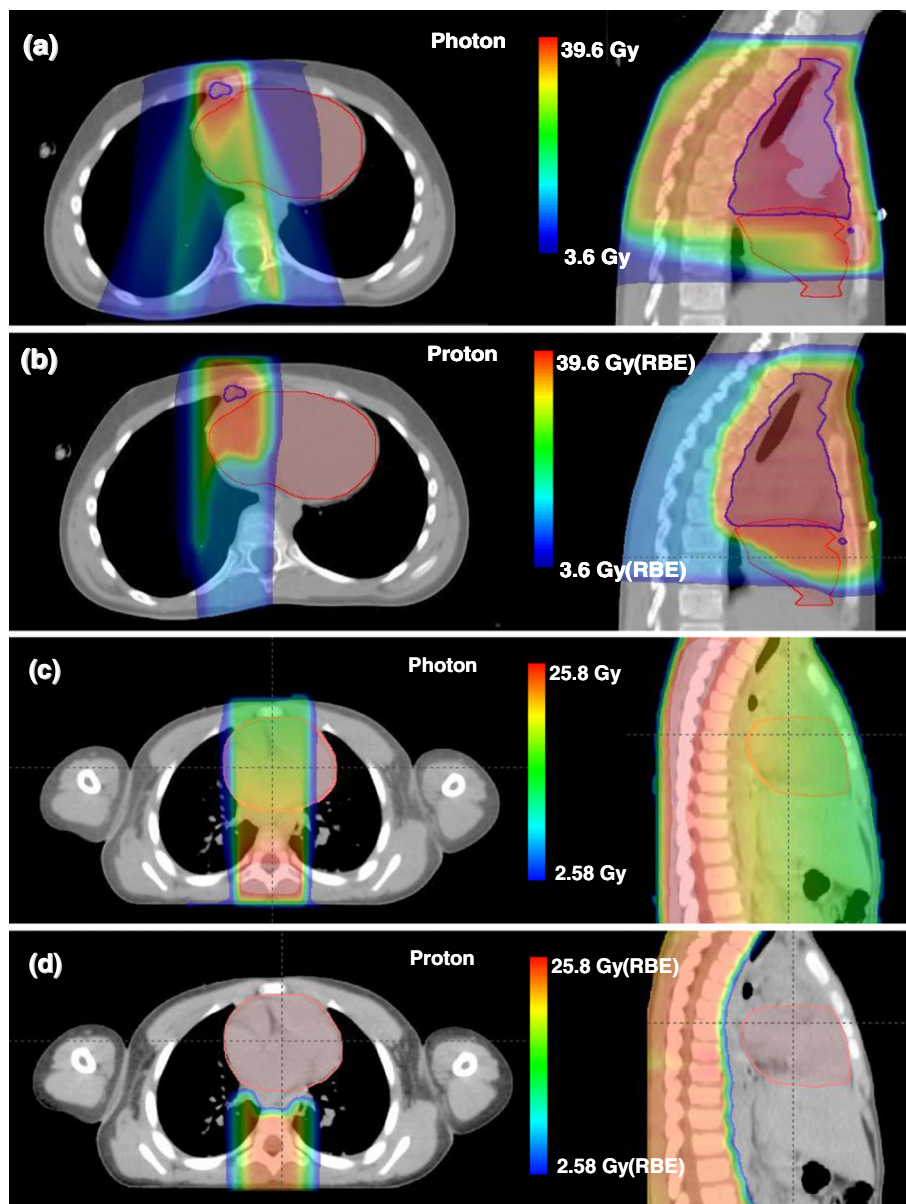 (a)
Photon
39.6 Gy
3.6 Gy
(b)
Proton
39.6 Gy(RBE)
3.6 Gy(RBE)
(c)
Photon
25.8 Gy
2.58 Gy
(d)
Proton
25.8 Gy(RBE)
2.58 Gy(RBE)